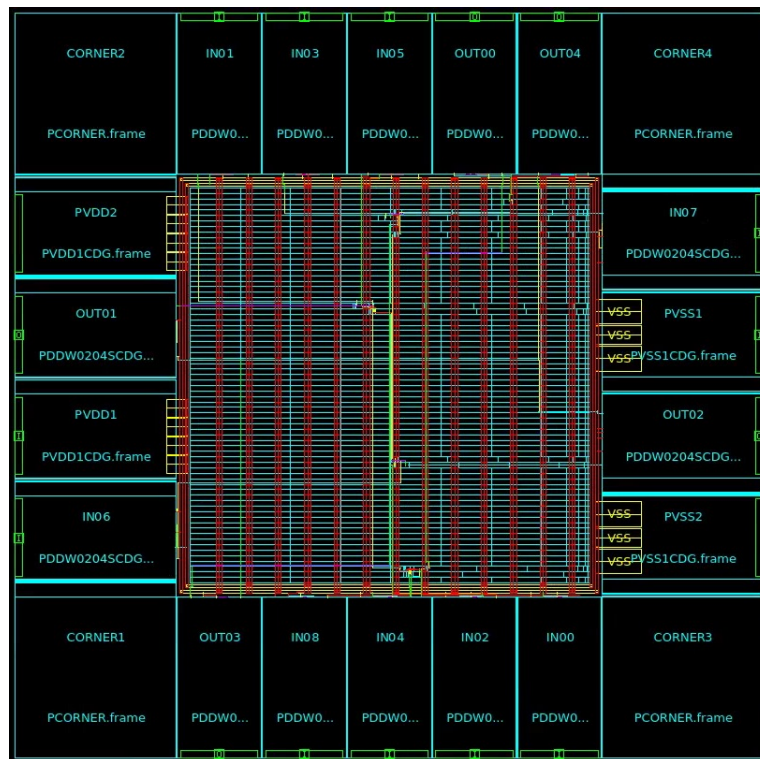 CORNER2
IN01
IN03
IN05
OUT00
OUT04
CORNER4
PCORNER.frame
PDDW0...
PDDW0...
PDDW0...
PDDW0...
PDDW0...
PCORNER.frame
PVDD2
PVDD1CDG.frame
IN07
PDDW0204SCDG...
OUT01
PDDW0204SCDG...
VSS
VSS
VSS
PVSS1
PVSS1CDG.frame
PVDD1
PVDD1CDG.frame
OUT02
PDDW0204SCDG...
IN06
PDDW0204SCDG...
VSS
VSS
VSS
PVSS2
PVSS1CDG.frame
CORNER1
OUT03
IN08
IN04
IN02
IN00
CORNER3
PCORNER.frame
PDDW0...
PDDW0...
PDDW0...
PDDW0...
PDDW0...
PCORNER.frame